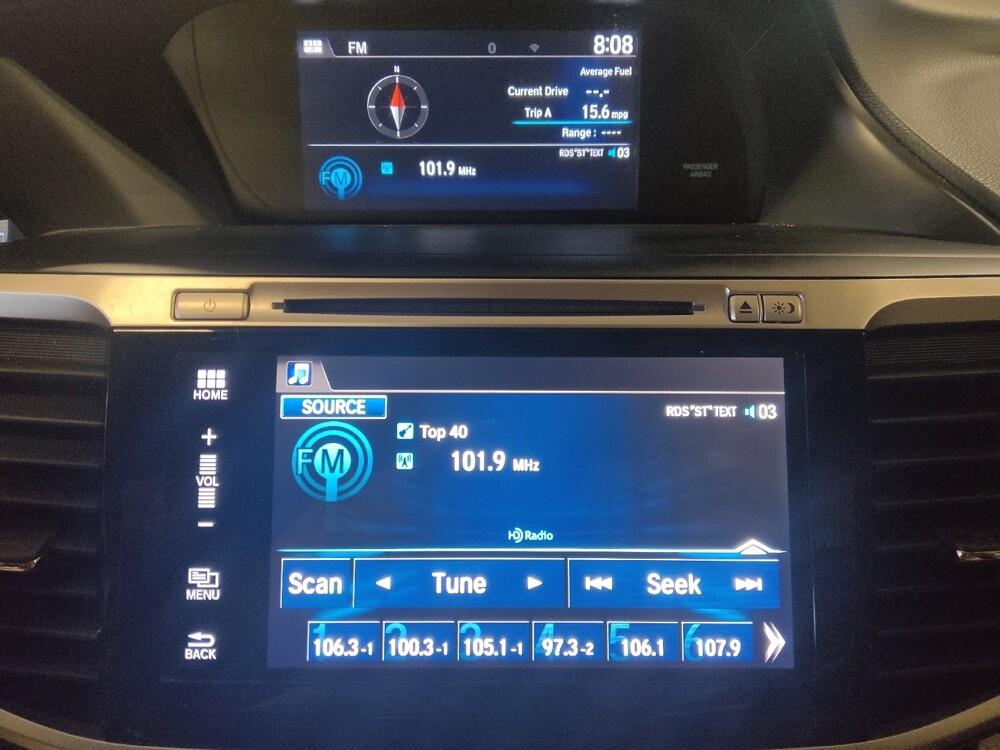 FM 8:08
N
Average Fuel
Current Drive --.-
Trip A 15.6 mpg
Range : ----
RDS"ST"TEXT 03
FM 101.9 MHz
PASSENGER
AIRBAG
HOME
SOURCE
RDS"ST"TEXT 03
+
VOL
−
FM
Top 40
101.9 MHz
HD Radio
MENU
Scan Tune Seek
BACK
1 106.3-1 2 100.3-1 3 105.1-1 4 97.3-2 5 106.1 6 107.9